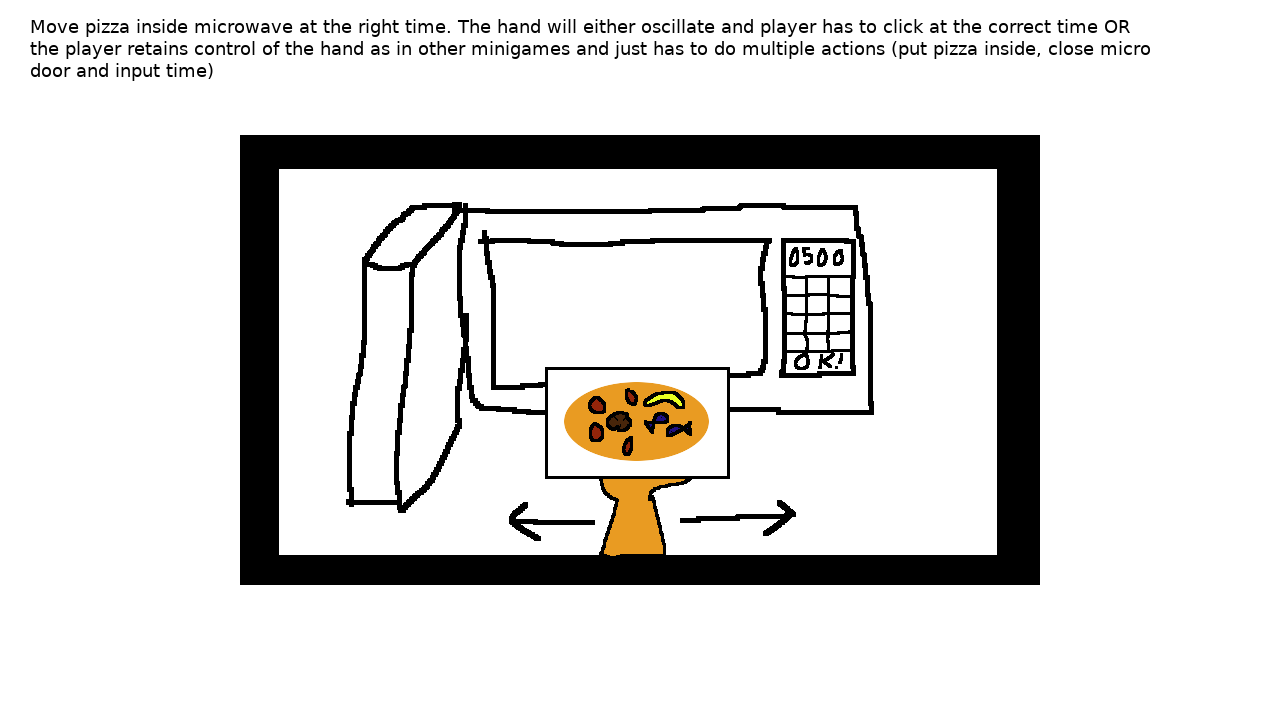 Move pizza inside microwave at the right time. The hand will either oscillate and player has to click at the correct time OR
the player retains control of the hand as in other minigames and just has to do multiple actions (put pizza inside, close micro
door and input time)
0500
OK!